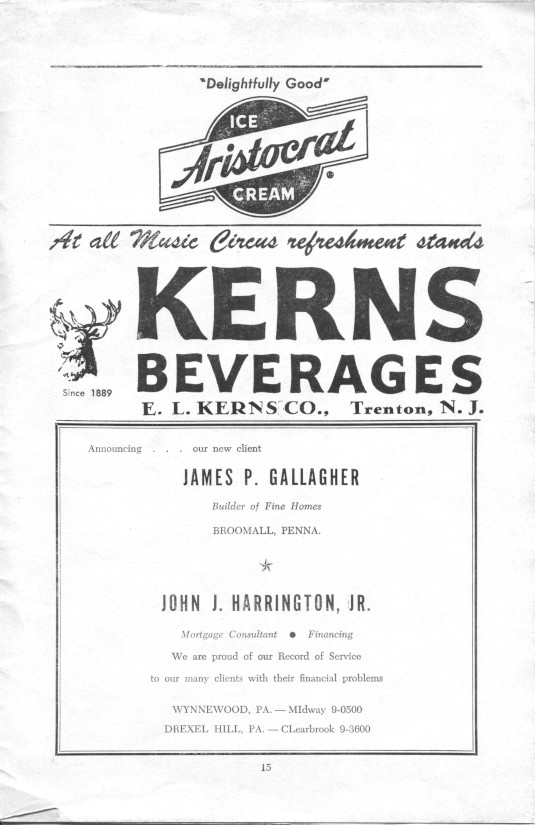 "Delightfully Good"
ICE
Aristocrat
CREAM
®
At all Music Circus refreshment stands
KERNS
BEVERAGES
Since 1889
E. L. KERNS CO., Trenton, N. J.
Announcing . . . our new client
JAMES P. GALLAGHER
Builder of Fine Homes
BROOMALL, PENNA.
JOHN J. HARRINGTON, JR.
Mortgage Consultant ● Financing
We are proud of our Record of Service
to our many clients with their financial problems
WYNNEWOOD, PA. — MIdway 9-0500
DREXEL HILL, PA. — CLearbrook 9-3600
15